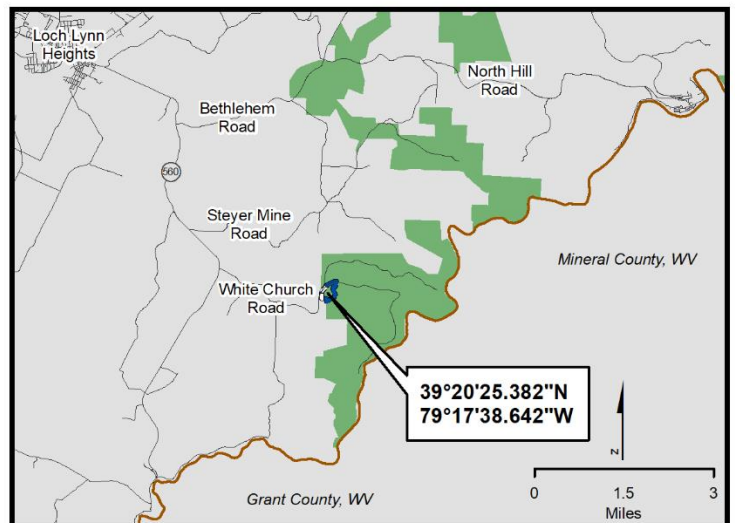 Loch Lynn
Heights
North Hill
Road
Bethlehem
Road
560
Steyer Mine
Road
Mineral County, WV
White Church
Road
39°20'25.382"N
79°17'38.642"W
N
0 1.5 3
Miles
Grant County, WV